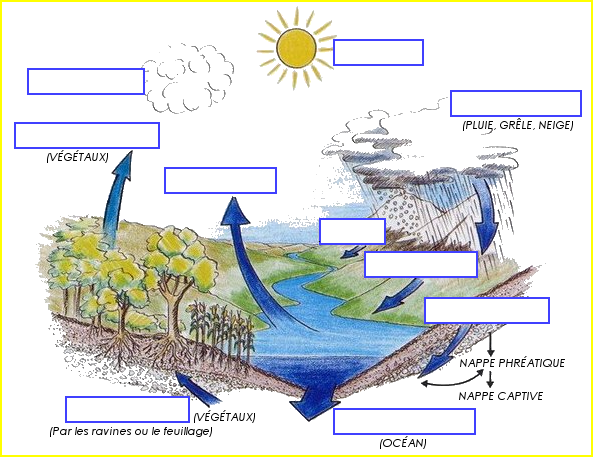 (PLUIE, GRÊLE, NEIGE)
(VÉGÉTAUX)
NAPPE PHRÉATIQUE
NAPPE CAPTIVE
(VÉGÉTAUX)
(Par les ravines ou le feuillage)
(OCÉAN)